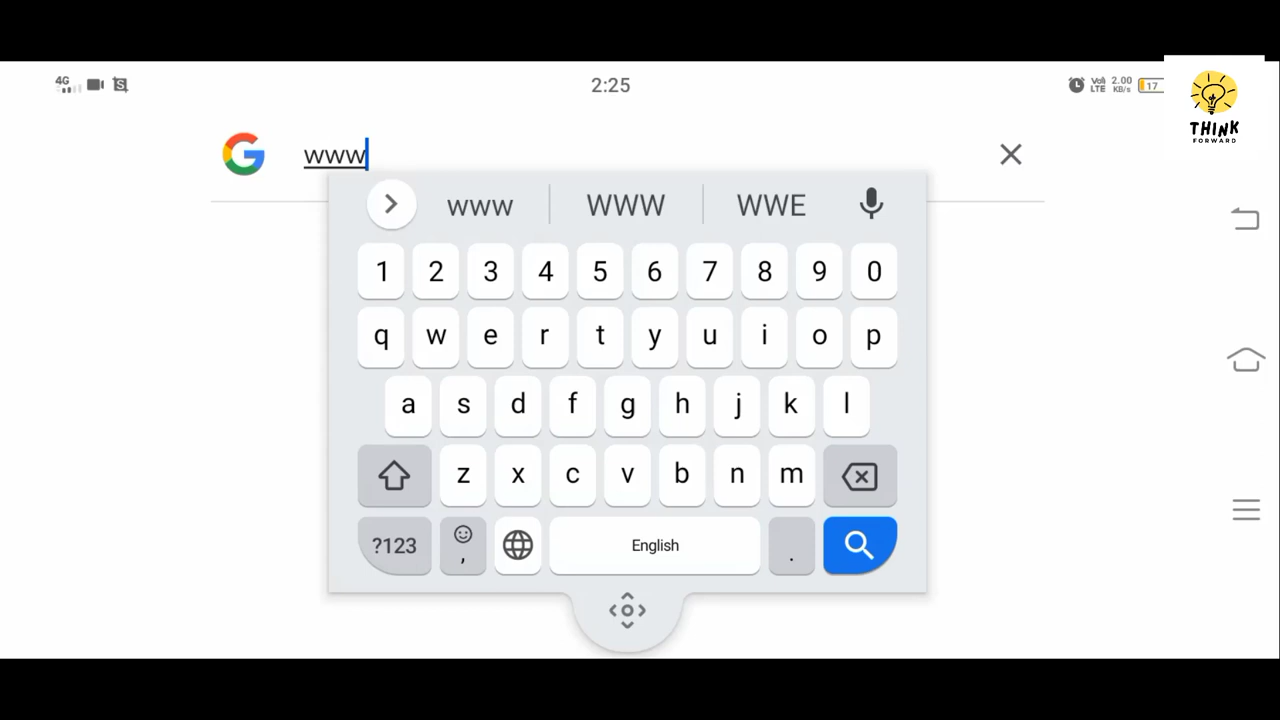 4G 2:25 Voli LTE 2.00 KB/s 17
THINK
FORWARD
www
www WWW WWE
1 2 3 4 5 6 7 8 9 0
q w e r t y u i o p
a s d f g h j k l
z x c v b n m
?123 , English .